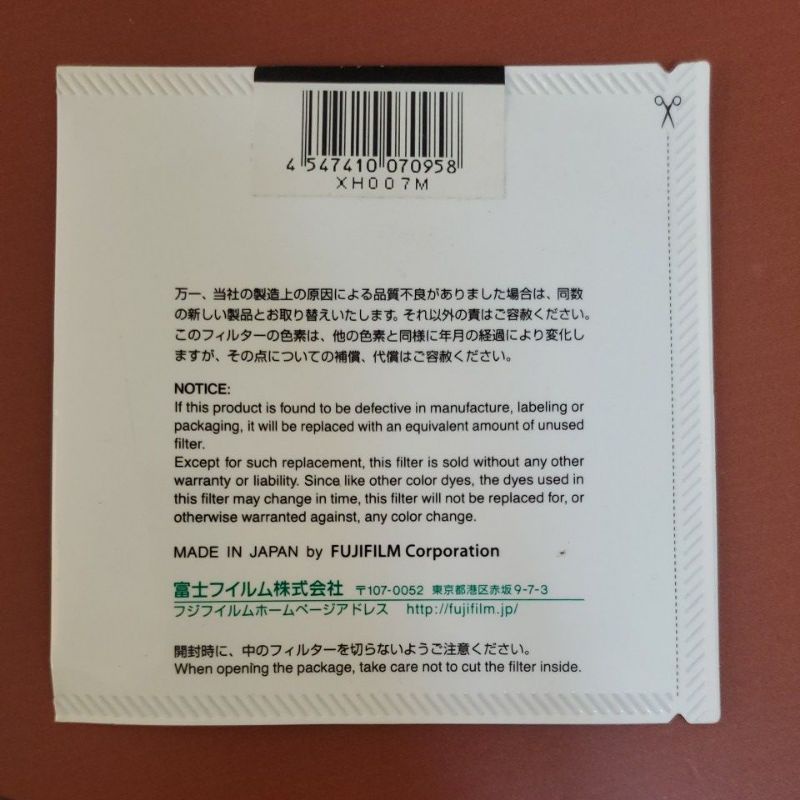 4 547410 070958
XH007M
万一、当社の製造上の原因による品質不良がありました場合は、同数
の新しい製品とお取り替えいたします。それ以外の責はご容赦ください。
このフィルターの色素は、他の色素と同様に年月の経過により変化し
ますが、その点についての補償、代償はご容赦ください。
NOTICE:
If this product is found to be defective in manufacture, labeling or
packaging, it will be replaced with an equivalent amount of unused
filter.
Except for such replacement, this filter is sold without any other
warranty or liability. Since like other color dyes, the dyes used in
this filter may change in time, this filter will not be replaced for, or
otherwise warranted against, any color change.
MADE IN JAPAN by FUJIFILM Corporation
富士フイルム株式会社 〒107-0052 東京都港区赤坂9-7-3
フジフイルムホームページアドレス http://fujifilm.jp/
開封時に、中のフィルターを切らないようご注意ください。
When opening the package, take care not to cut the filter inside.